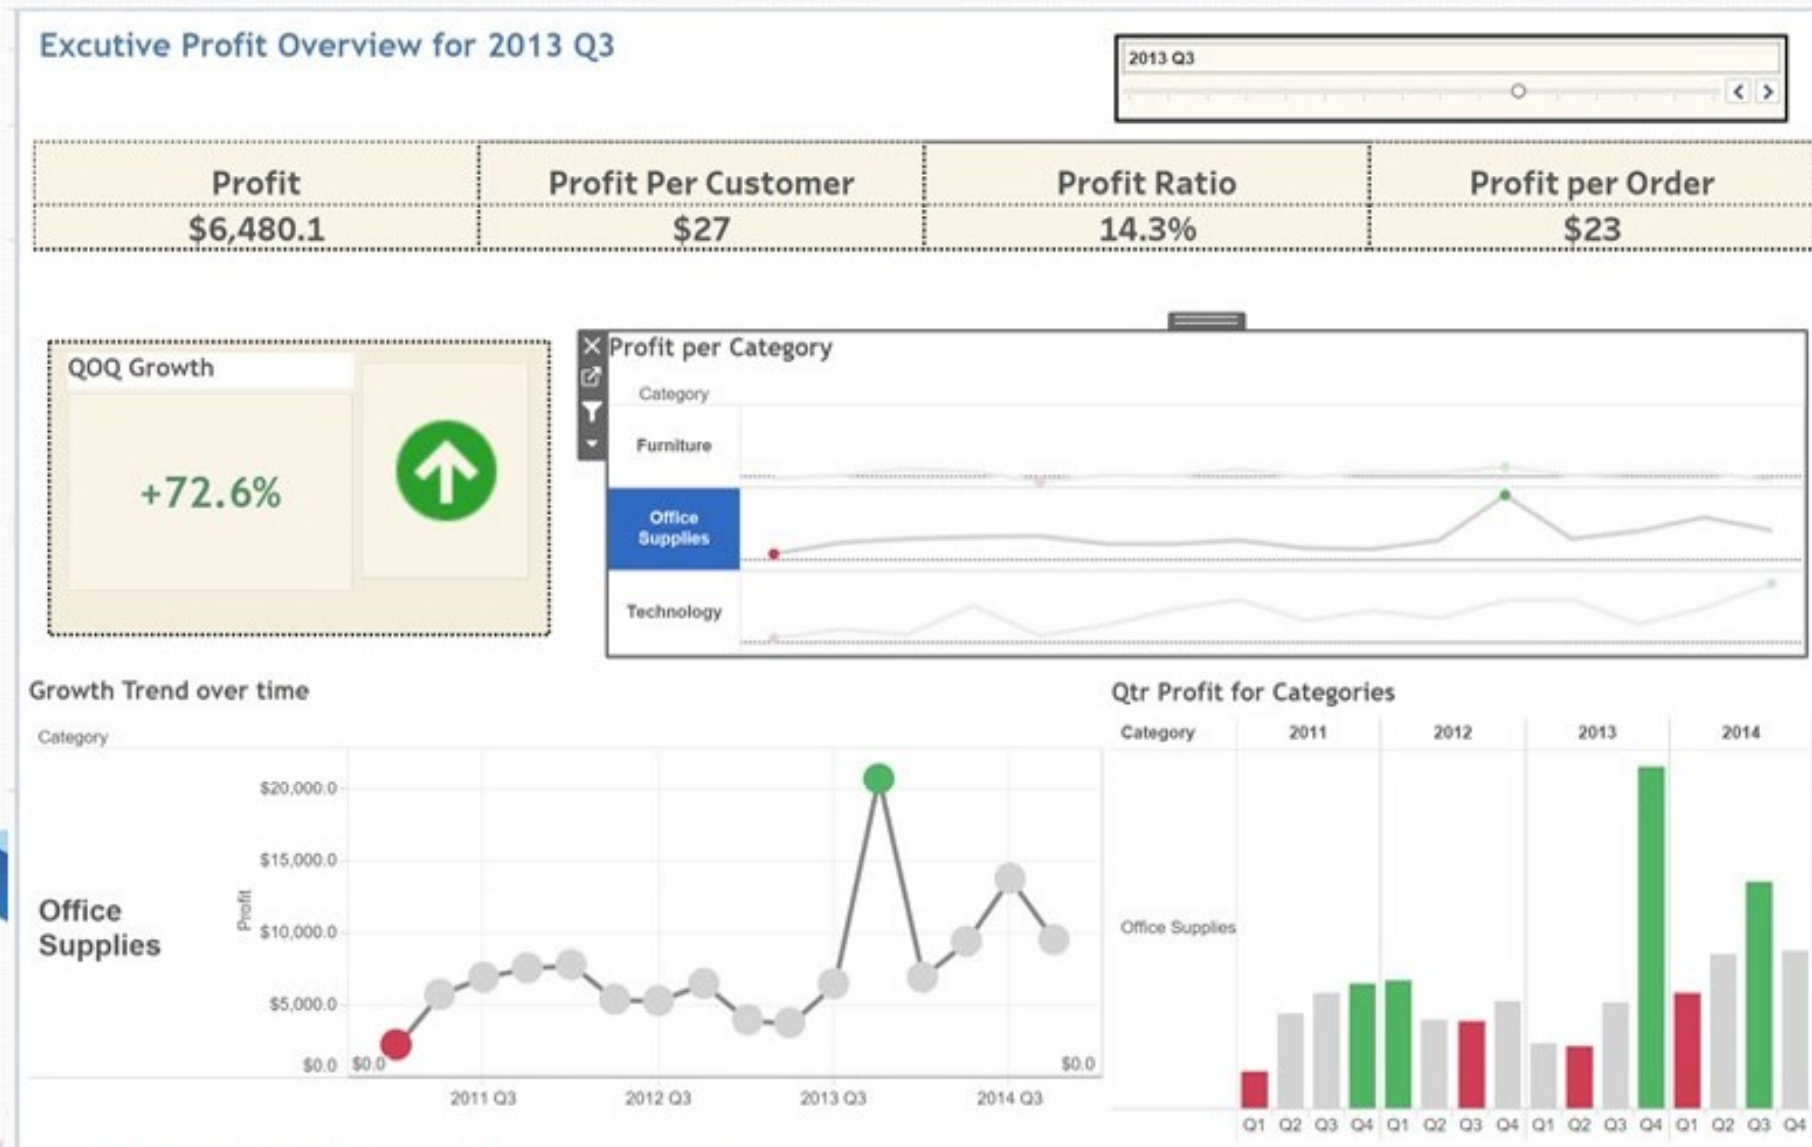 Excutive Profit Overview for 2013 Q3
2013 Q3
Profit Profit Per Customer Profit Ratio Profit per Order
$6,480.1 $27 14.3% $23
QOQ Growth
+72.6%
Profit per Category
Category
Furniture
Office
Supplies
Technology
Growth Trend over time
Category
Office
Supplies
Profit
$20,000.0
$15,000.0
$10,000.0
$5,000.0
$0.0
$0.0
$0.0
2011 Q3 2012 Q3 2013 Q3 2014 Q3
Qtr Profit for Categories
Category 2011 2012 2013 2014
Office Supplies
Q1 Q2 Q3 Q4 Q1 Q2 Q3 Q4 Q1 Q2 Q3 Q4 Q1 Q2 Q3 Q4